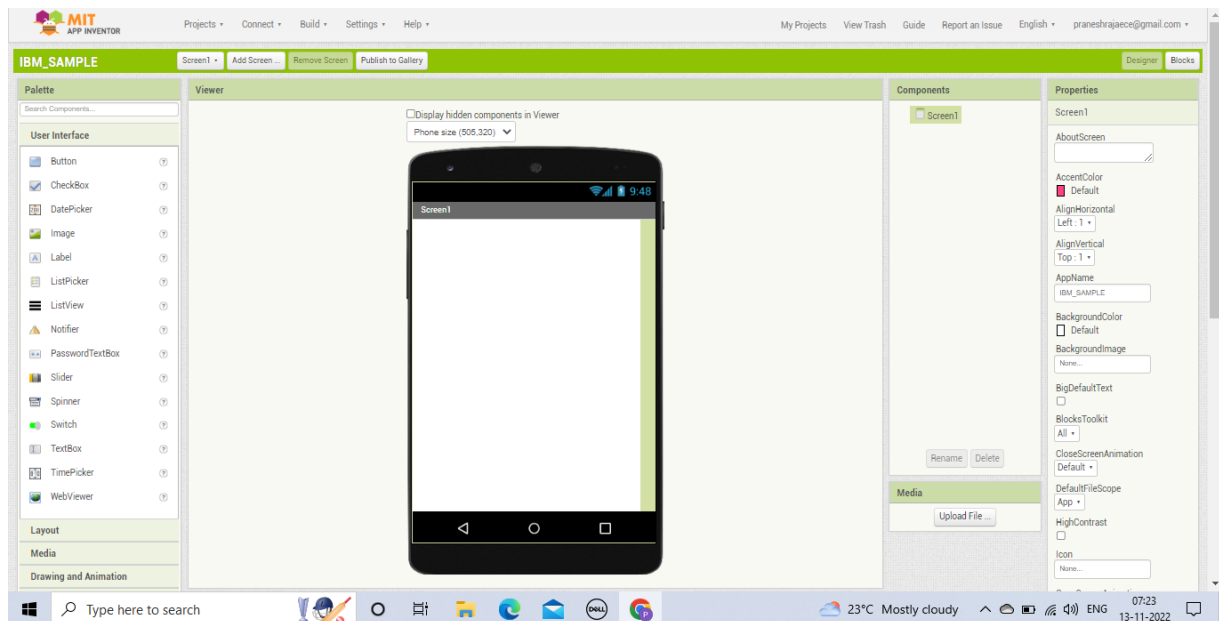 MIT
APP INVENTOR
Projects Connect Build Settings Help
My Projects View Trash Guide Report an Issue English praneshrajaece@gmail.com
IBM_SAMPLE
Screen1 Add Screen ... Remove Screen Publish to Gallery
Designer Blocks
Palette
Search Components...
User Interface
Button
CheckBox
DatePicker
Image
Label
ListPicker
ListView
Notifier
PasswordTextBox
Slider
Spinner
Switch
TextBox
TimePicker
WebViewer
Layout
Media
Drawing and Animation
Viewer
Display hidden components in Viewer
Phone size (505,320)
9:48
Screen1
Components
Screen1
Rename Delete
Media
Upload File ...
Properties
Screen1
AboutScreen
AccentColor
Default
AlignHorizontal
Left : 1
AlignVertical
Top : 1
AppName
IBM_SAMPLE
BackgroundColor
Default
BackgroundImage
None...
BigDefaultText
BlocksToolkit
All
CloseScreenAnimation
Default
DefaultFileScope
App
HighContrast
Icon
None...
Type here to search
DELL
23°C Mostly cloudy
ENG
07:23
13-11-2022